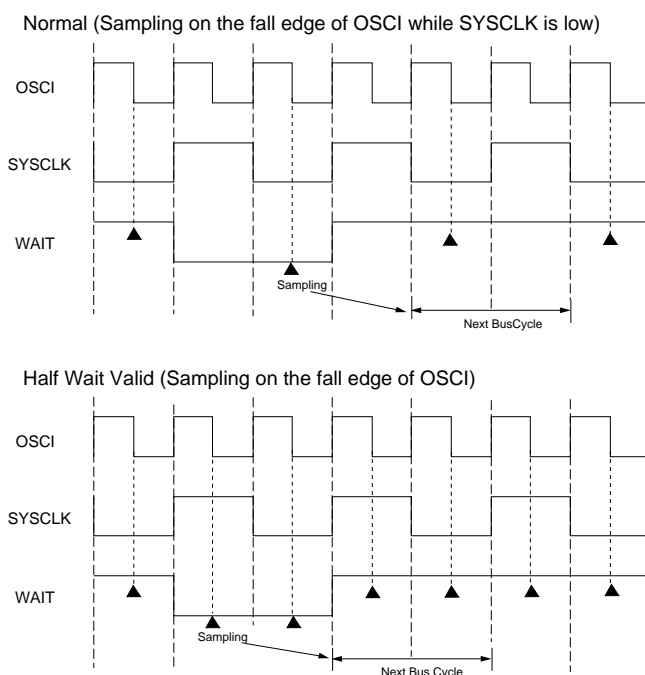 Normal (Sampling on the fall edge of OSCI while SYSCLK is low)
OSCI
SYSCLK
WAIT
Sampling
Next BusCycle
Half Wait Valid (Sampling on the fall edge of OSCI)
OSCI
SYSCLK
WAIT
Sampling
Next Bus Cycle